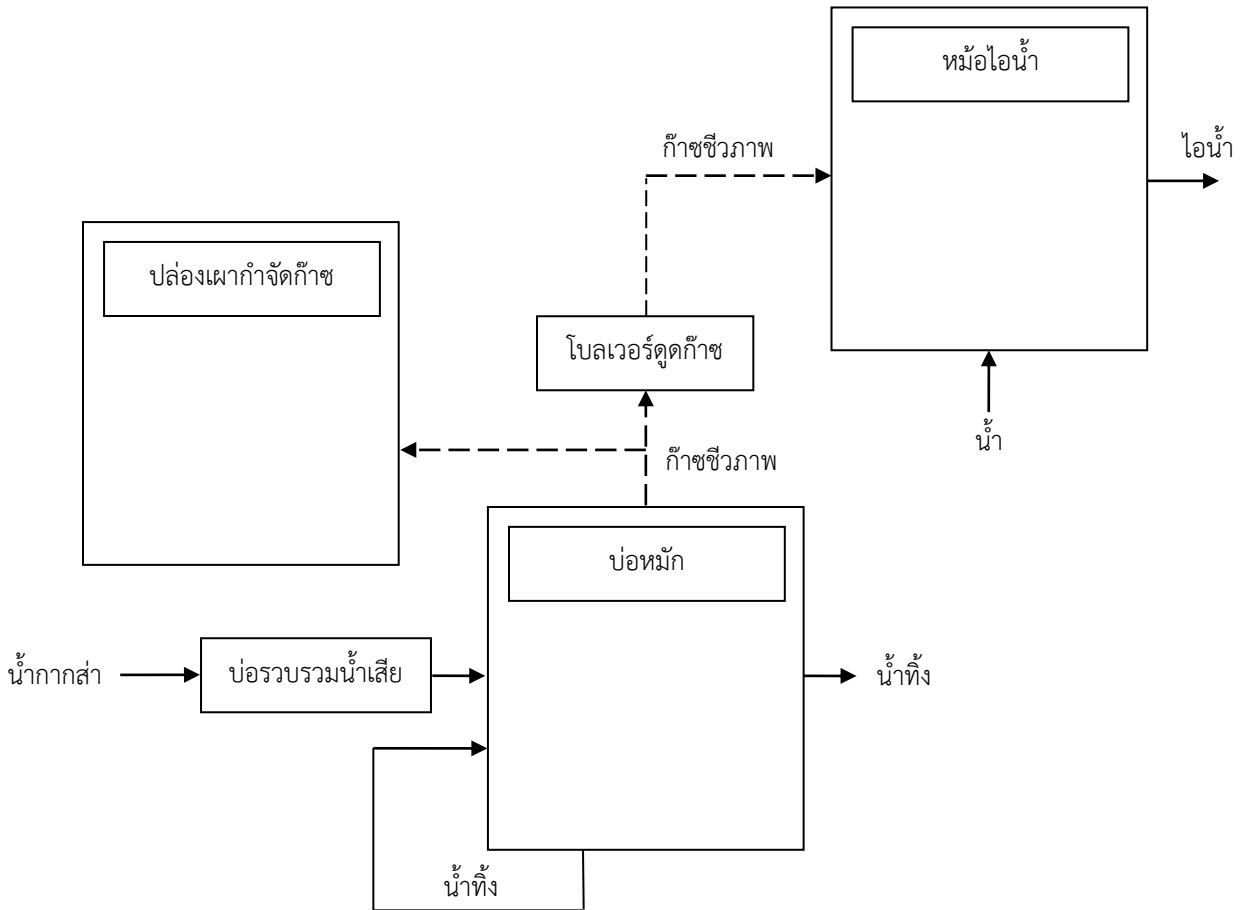 หม้อไอน้ำ
ก๊าซชีวภาพ
ไอน้ำ
ปล่องเผากำจัดก๊าซ
โบลเวอร์ดูดก๊าซ
น้ำ
ก๊าซชีวภาพ
บ่อหมัก
น้ำกากส่า
บ่อรวบรวมน้ำเสีย
น้ำทิ้ง
น้ำทิ้ง